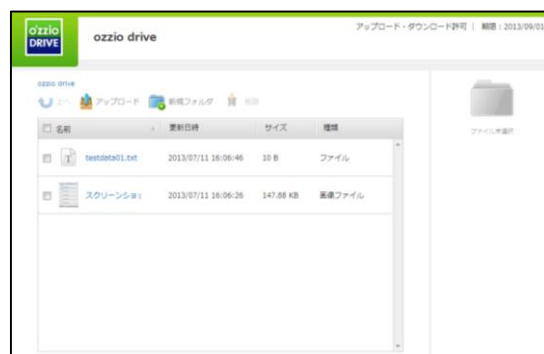 ozzio
DRIVE
ozzio drive
アップロード・ダウンロード許可 | 期限：2013/09/01
ozzio drive
上へ アップロード 新規フォルダ 削除
名前 更新日時 サイズ 種類
testdata01.txt 2013/07/11 16:06:46 10 B ファイル
スクリーンショ 2013/07/11 16:06:26 147.88 KB 画像ファイル
ファイル未選択